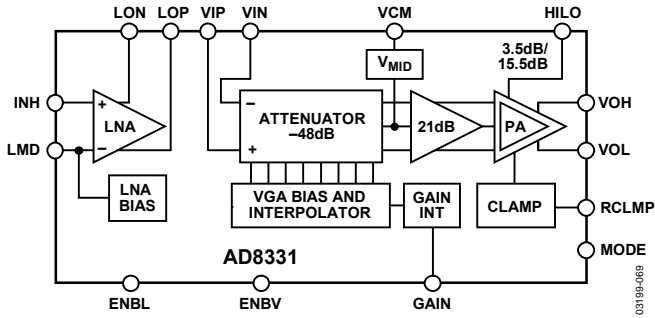 LON LOP VIP VIN VCM HILO
3.5dB/
15.5dB
VMID
INH
+
LNA
–
LMD
LNA
BIAS
–
ATTENUATOR
–48dB
+
21dB
PA
VOH
VOL
VGA BIAS AND
INTERPOLATOR
GAIN
INT
CLAMP
RCLMP
MODE
AD8331
ENBL ENBV GAIN
03199-069